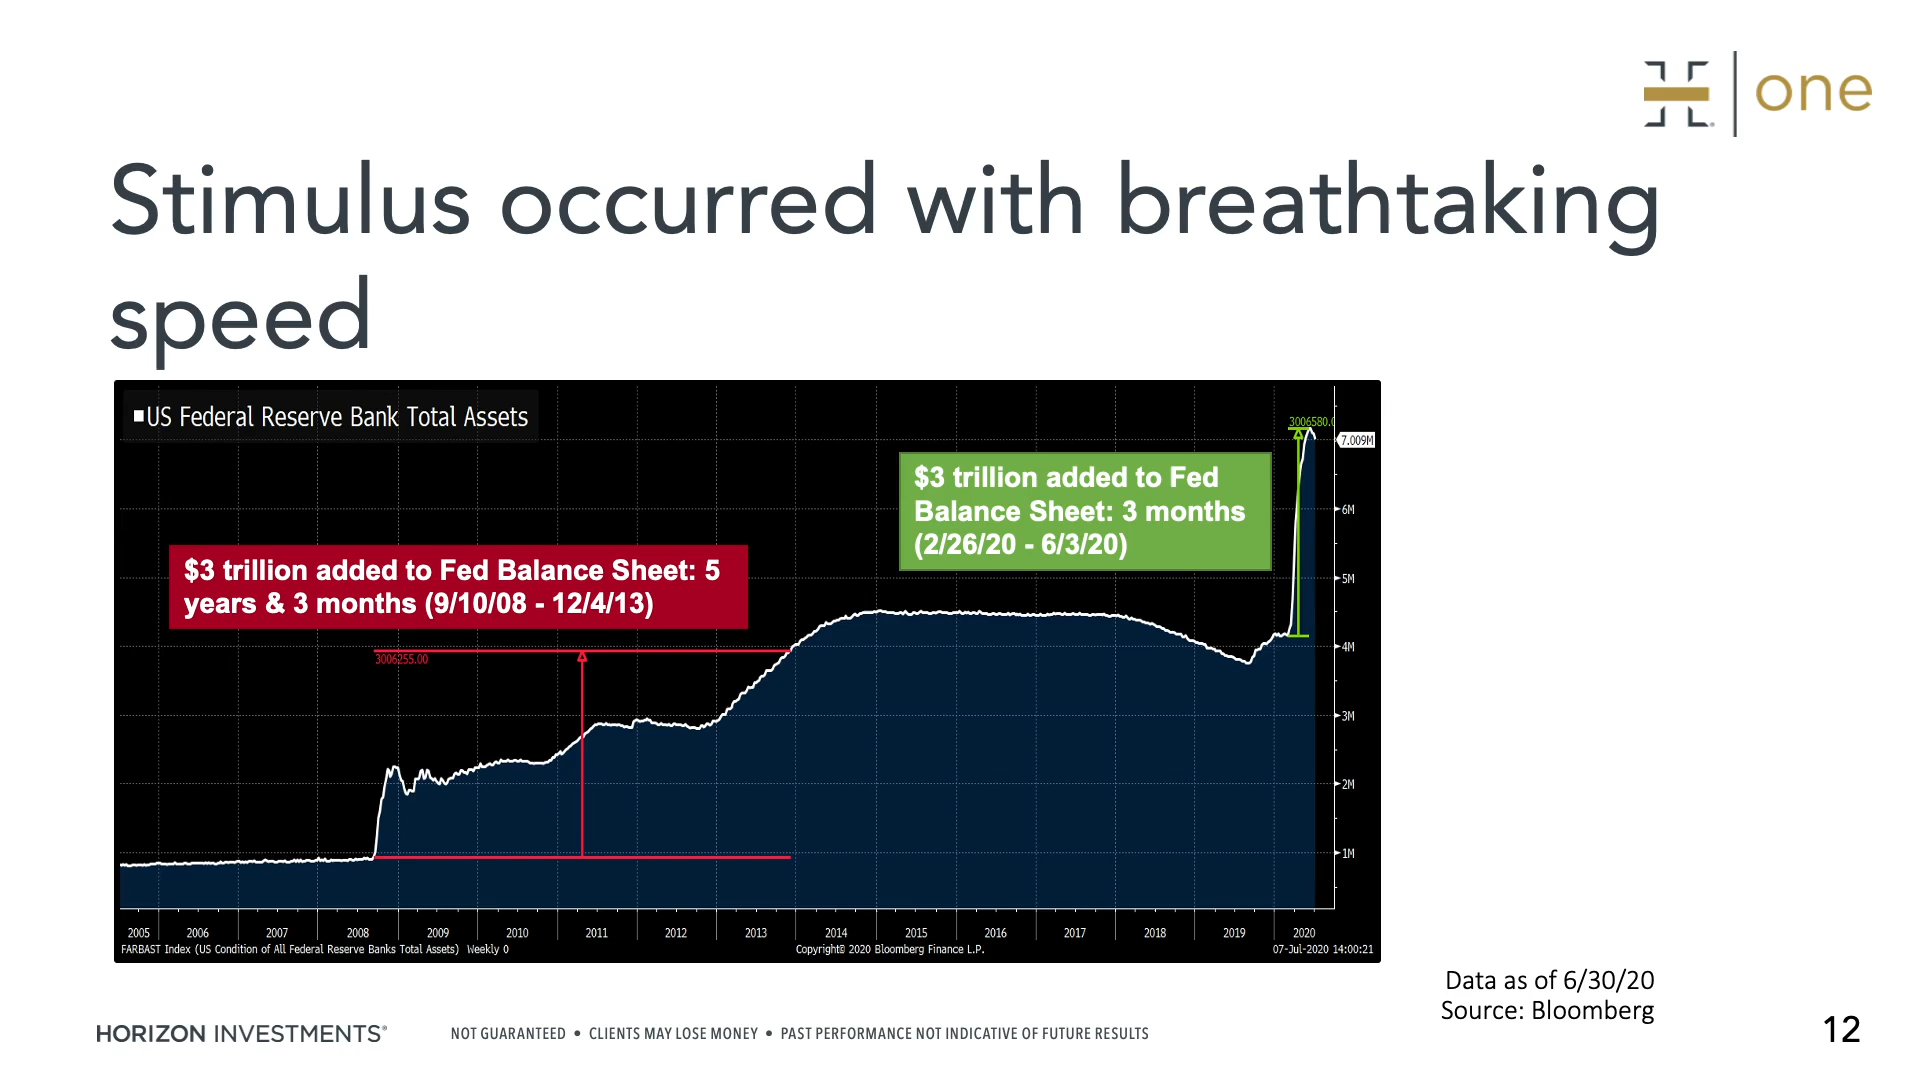 one
Stimulus occurred with breathtaking
speed
US Federal Reserve Bank Total Assets
3006580.0
7.009M
$3 trillion added to Fed
Balance Sheet: 3 months
(2/26/20 - 6/3/20)
6M
$3 trillion added to Fed Balance Sheet: 5
years & 3 months (9/10/08 - 12/4/13)
5M
4M
3006255.00
3M
2M
1M
2005 2006 2007 2008 2009 2010 2011 2012 2013 2014 2015 2016 2017 2018 2019 2020
FARBAST Index (US Condition of All Federal Reserve Banks Total Assets) Weekly 0 Copyright© 2020 Bloomberg Finance L.P. 07-Jul-2020 14:00:21
Data as of 6/30/20
Source: Bloomberg
HORIZON INVESTMENTS® NOT GUARANTEED • CLIENTS MAY LOSE MONEY • PAST PERFORMANCE NOT INDICATIVE OF FUTURE RESULTS
12